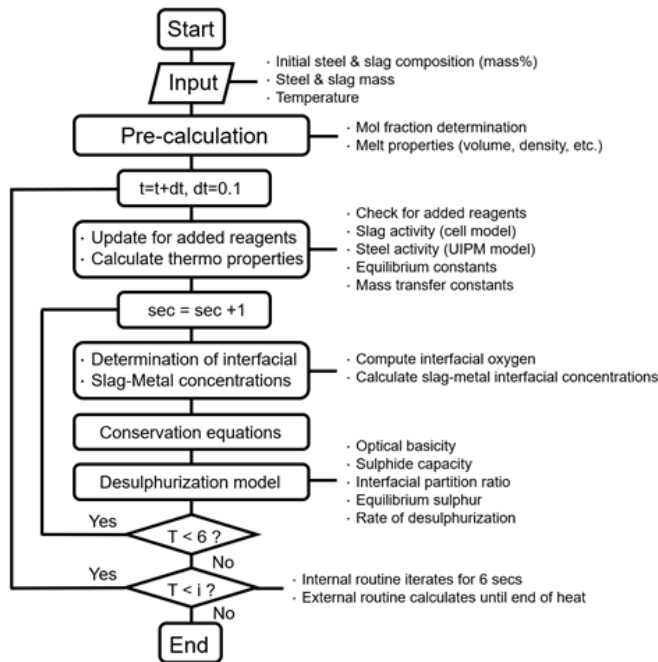 Start
Input
· Initial steel & slag composition (mass%)
· Steel & slag mass
· Temperature
Pre-calculation
· Mol fraction determination
· Melt properties (volume, density, etc.)
t=t+dt, dt=0.1
· Update for added reagents
· Calculate thermo properties
· Check for added reagents
· Slag activity (cell model)
· Steel activity (UIPM model)
· Equilibrium constants
· Mass transfer constants
sec = sec +1
· Determination of interfacial
· Slag-Metal concentrations
· Compute interfacial oxygen
· Calculate slag-metal interfacial concentrations
Conservation equations
Desulphurization model
· Optical basicity
· Sulphide capacity
· Interfacial partition ratio
· Equilibrium sulphur
· Rate of desulphurization
Yes
T < 6 ?
No
Yes
T < i ?
· Internal routine iterates for 6 secs
· External routine calculates until end of heat
No
End